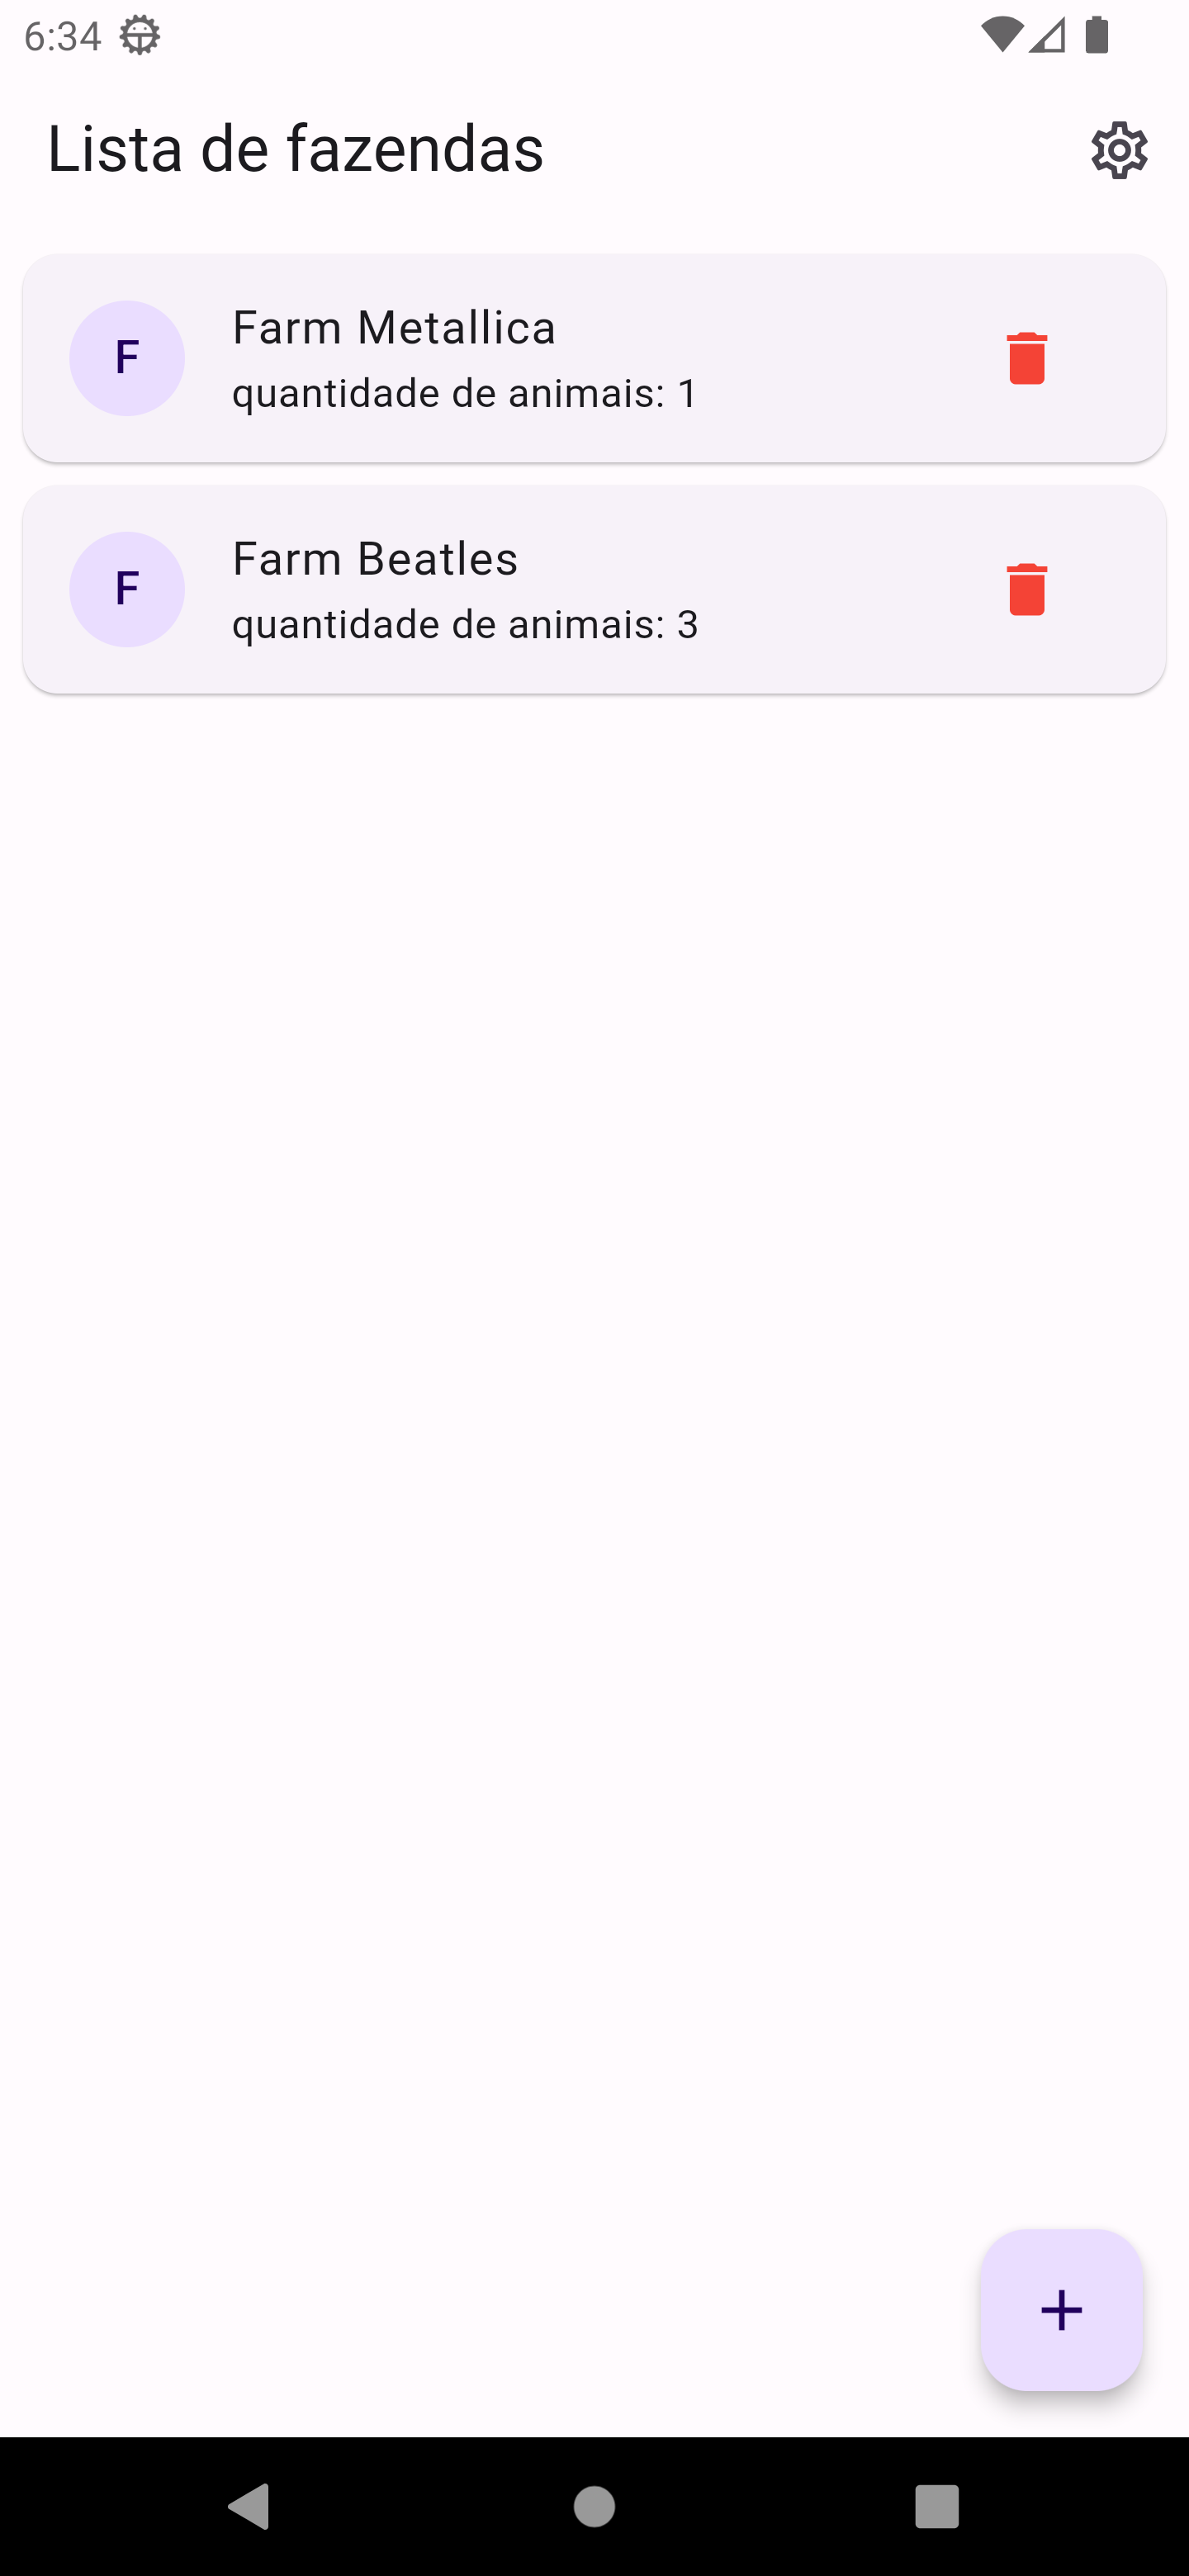 6:34
Lista de fazendas
F
Farm Metallica
quantidade de animais: 1
F
Farm Beatles
quantidade de animais: 3